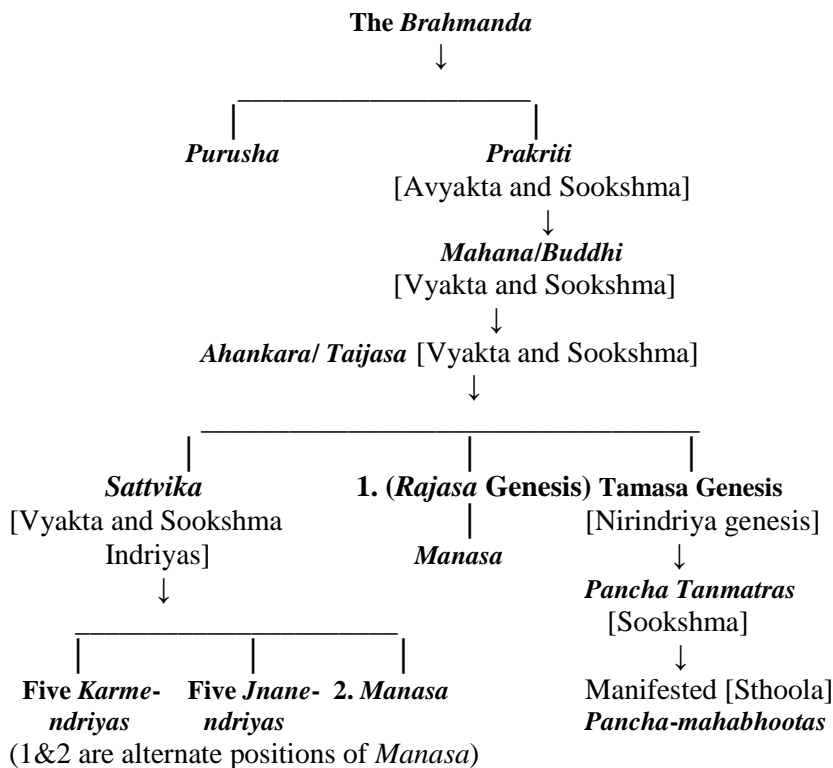 The Brahmanda
↓
Purusha Prakriti
[Avyakta and Sookshma]
↓
Mahana/Buddhi
[Vyakta and Sookshma]
↓
Ahankara/ Taijasa [Vyakta and Sookshma]
↓
Sattvika 1. (Rajasa Genesis) Tamasa Genesis
[Vyakta and Sookshma [Nirindriya genesis]
Indriyas] Manasa ↓
↓ Pancha Tanmatras
[Sookshma]
↓
Five Karme- Five Jnane- 2. Manasa Manifested [Sthoola]
ndriyas ndriyas Pancha-mahabhootas
(1&2 are alternate positions of Manasa)